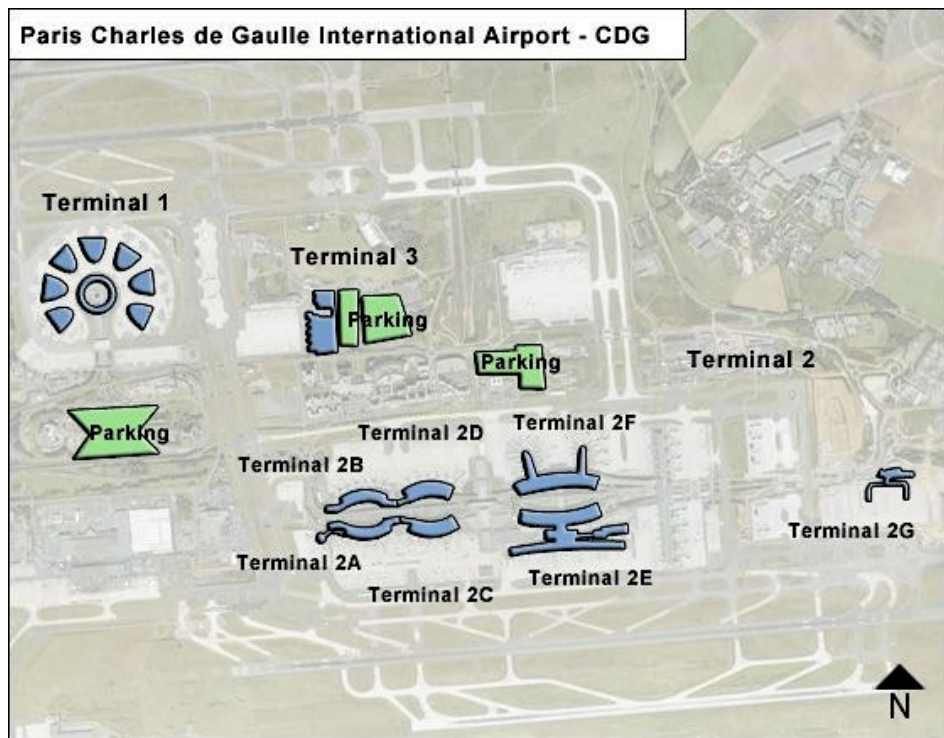 Paris Charles de Gaulle International Airport - CDG
Terminal 1
Terminal 3
Parking
Parking
Terminal 2
Parking
Terminal 2F
Terminal 2D
Terminal 2B
Terminal 2G
Terminal 2A
Terminal 2E
Terminal 2C
N